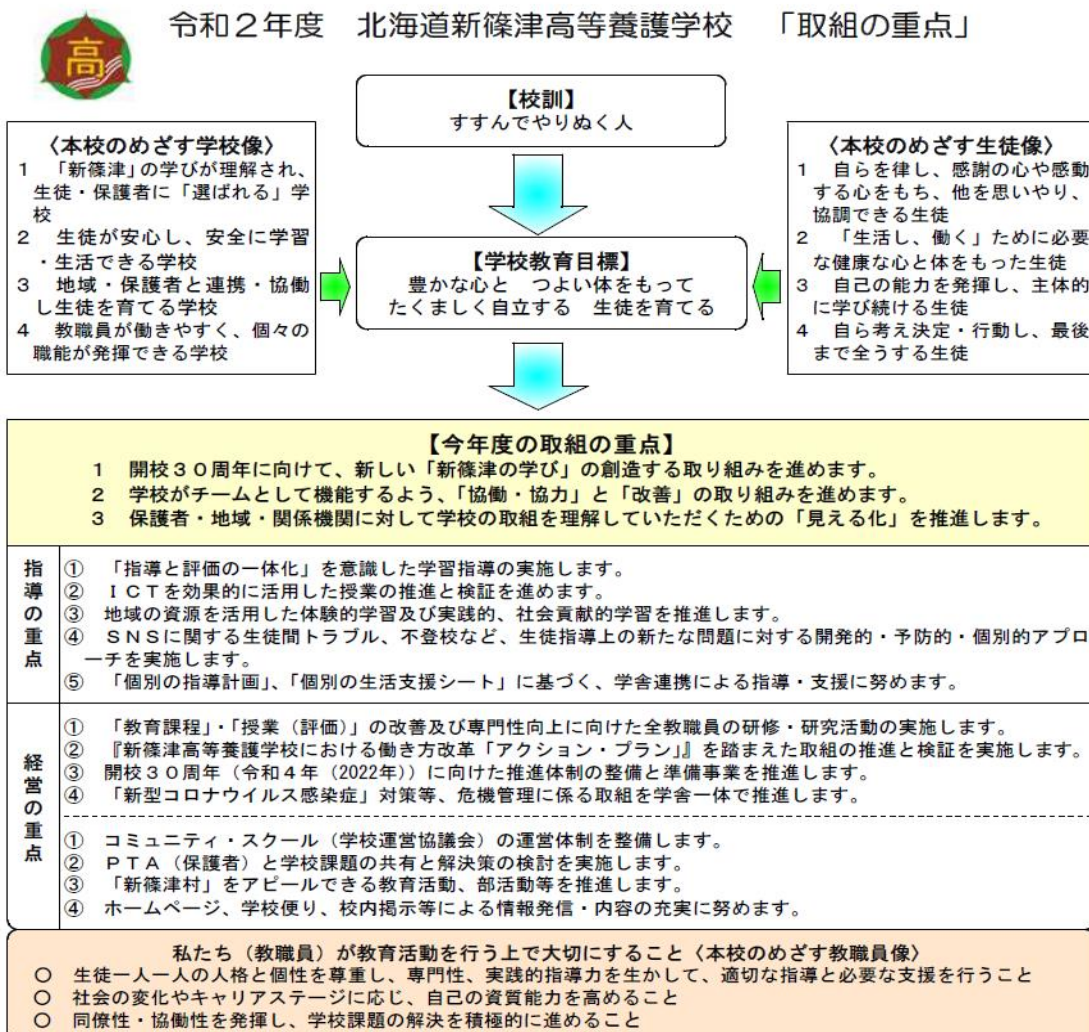 令和２年度　北海道新篠津高等養護学校　「取組の重点」
高
【校訓】
すすんでやりぬく人
〈本校のめざす学校像〉
１　「新篠津」の学びが理解され、
生徒・保護者に「選ばれる」学
校
２　生徒が安心し、安全に学習
・生活できる学校
３　地域・保護者と連携・協働
し生徒を育てる学校
４　教職員が働きやすく、個々の
職能が発揮できる学校
【学校教育目標】
豊かな心と　つよい体をもって
たくましく自立する　生徒を育てる
〈本校のめざす生徒像〉
１　自らを律し、感謝の心や感動
する心をもち、他を思いやり、
協調できる生徒
２　「生活し、働く」ために必要
な健康な心と体をもった生徒
３　自己の能力を発揮し、主体的
に学び続ける生徒
４　自ら考え決定・行動し、最後
まで全うする生徒
【今年度の取組の重点】
１　開校３０周年に向けて、新しい「新篠津の学び」の創造する取り組みを進めます。
２　学校がチームとして機能するよう、「協働・協力」と「改善」の取り組みを進めます。
３　保護者・地域・関係機関に対して学校の取組を理解していただくための「見える化」を推進します。
指導の重点
①　「指導と評価の一体化」を意識した学習指導の実施します。
②　ＩＣＴを効果的に活用した授業の推進と検証を進めます。
③　地域の資源を活用した体験的学習及び実践的、社会貢献的学習を推進します。
④　ＳＮＳに関する生徒間トラブル、不登校など、生徒指導上の新たな問題に対する開発的・予防的・個別的アプロ
ーチを実施します。
⑤　「個別の指導計画」、「個別の生活支援シート」に基づく、学舎連携による指導・支援に努めます。
経営の重点
①　「教育課程」・「授業（評価）」の改善及び専門性向上に向けた全教職員の研修・研究活動の実施します。
②　『新篠津高等養護学校における働き方改革「アクション・プラン」』を踏まえた取組の推進と検証を実施します。
③　開校３０周年（令和４年（2022年））に向けた推進体制の整備と準備事業を推進します。
④　「新型コロナウイルス感染症」対策等、危機管理に係る取組を学舎一体で推進します。
①　コミュニティ・スクール（学校運営協議会）の運営体制を整備します。
②　ＰＴＡ（保護者）と学校課題の共有と解決策の検討を実施します。
③　「新篠津村」をアピールできる教育活動、部活動等を推進します。
④　ホームページ、学校便り、校内掲示等による情報発信・内容の充実に努めます。
私たち（教職員）が教育活動を行う上で大切にすること〈本校のめざす教職員像〉
○　生徒一人一人の人格と個性を尊重し、専門性、実践的指導力を生かして、適切な指導と必要な支援を行うこと
○　社会の変化やキャリアステージに応じ、自己の資質能力を高めること
○　同僚性・協働性を発揮し、学校課題の解決を積極的に進めること